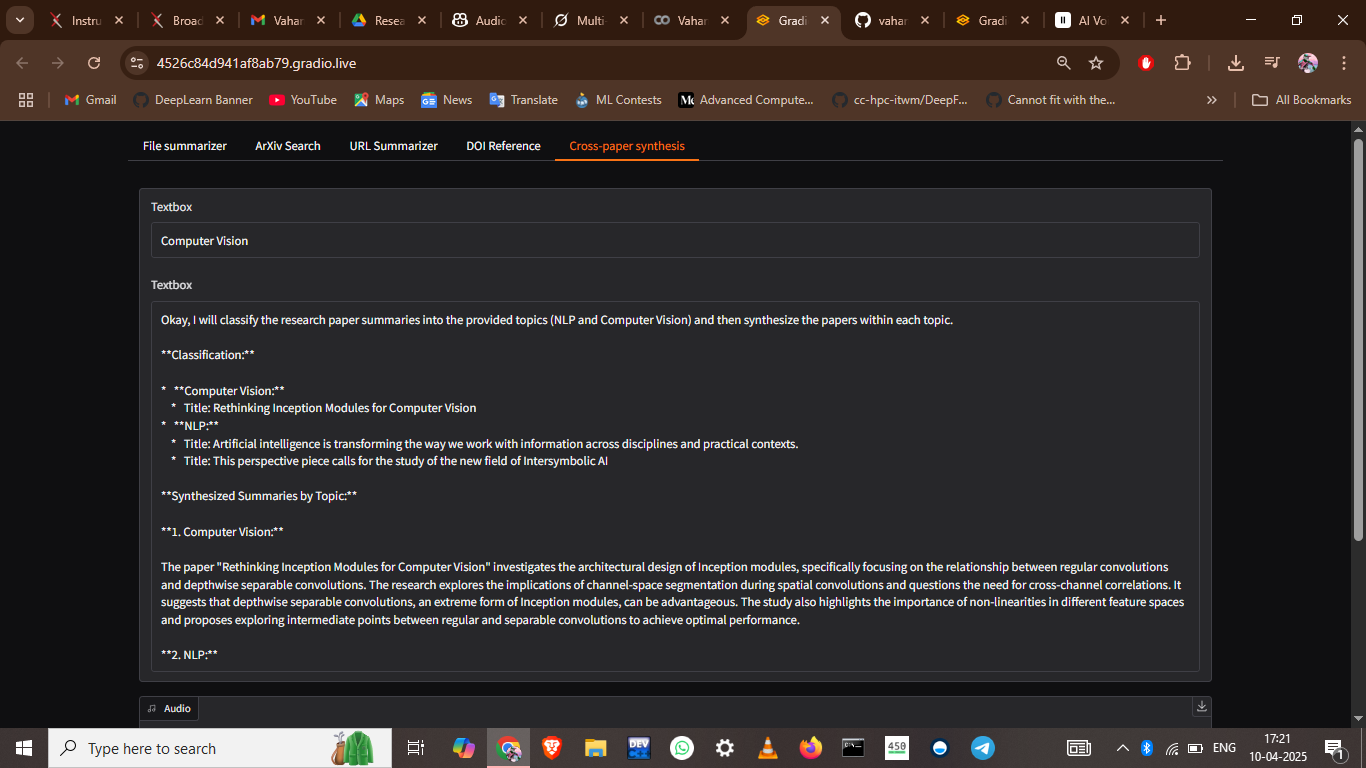 Instru
Broad
Vahar
Resea
Audio
Multi-
Vahar
Gradi
vahar
Gradi
AI Vo
4526c84d941af8ab79.gradio.live
Gmail
DeepLearn Banner
YouTube
Maps
News
Translate
ML Contests
Advanced Compute...
cc-hpc-itwm/DeepF...
Cannot fit with the...
All Bookmarks
File summarizer
ArXiv Search
URL Summarizer
DOI Reference
Cross-paper synthesis
Textbox
Computer Vision
Textbox
Okay, I will classify the research paper summaries into the provided topics (NLP and Computer Vision) and then synthesize the papers within each topic.
**Classification:**
* **Computer Vision:**
* Title: Rethinking Inception Modules for Computer Vision
* **NLP:**
* Title: Artificial intelligence is transforming the way we work with information across disciplines and practical contexts.
* Title: This perspective piece calls for the study of the new field of Intersymbolic AI
**Synthesized Summaries by Topic:**
**1. Computer Vision:**
The paper "Rethinking Inception Modules for Computer Vision" investigates the architectural design of Inception modules, specifically focusing on the relationship between regular convolutions
and depthwise separable convolutions. The research explores the implications of channel-space segmentation during spatial convolutions and questions the need for cross-channel correlations. It
suggests that depthwise separable convolutions, an extreme form of Inception modules, can be advantageous. The study also highlights the importance of non-linearities in different feature spaces
and proposes exploring intermediate points between regular and separable convolutions to achieve optimal performance.
**2. NLP:**
Audio
Type here to search
DEV
450
ENG
17:21
10-04-2025
1